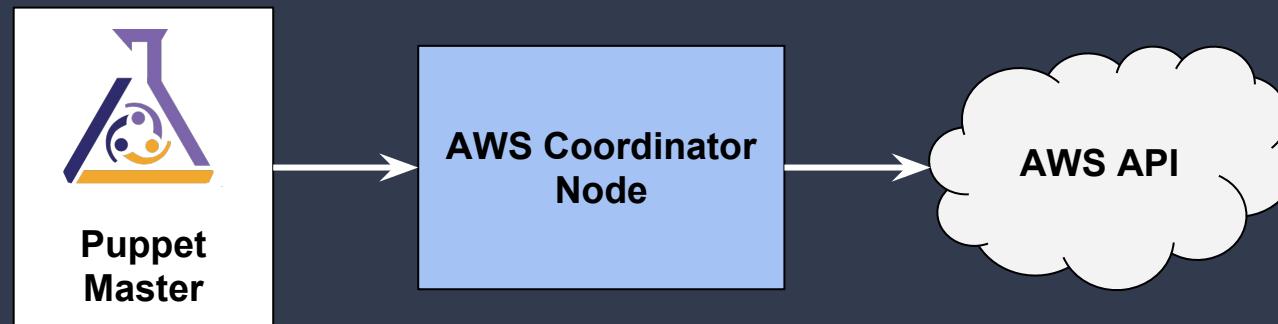 Puppet
Master
AWS Coordinator
Node
AWS API